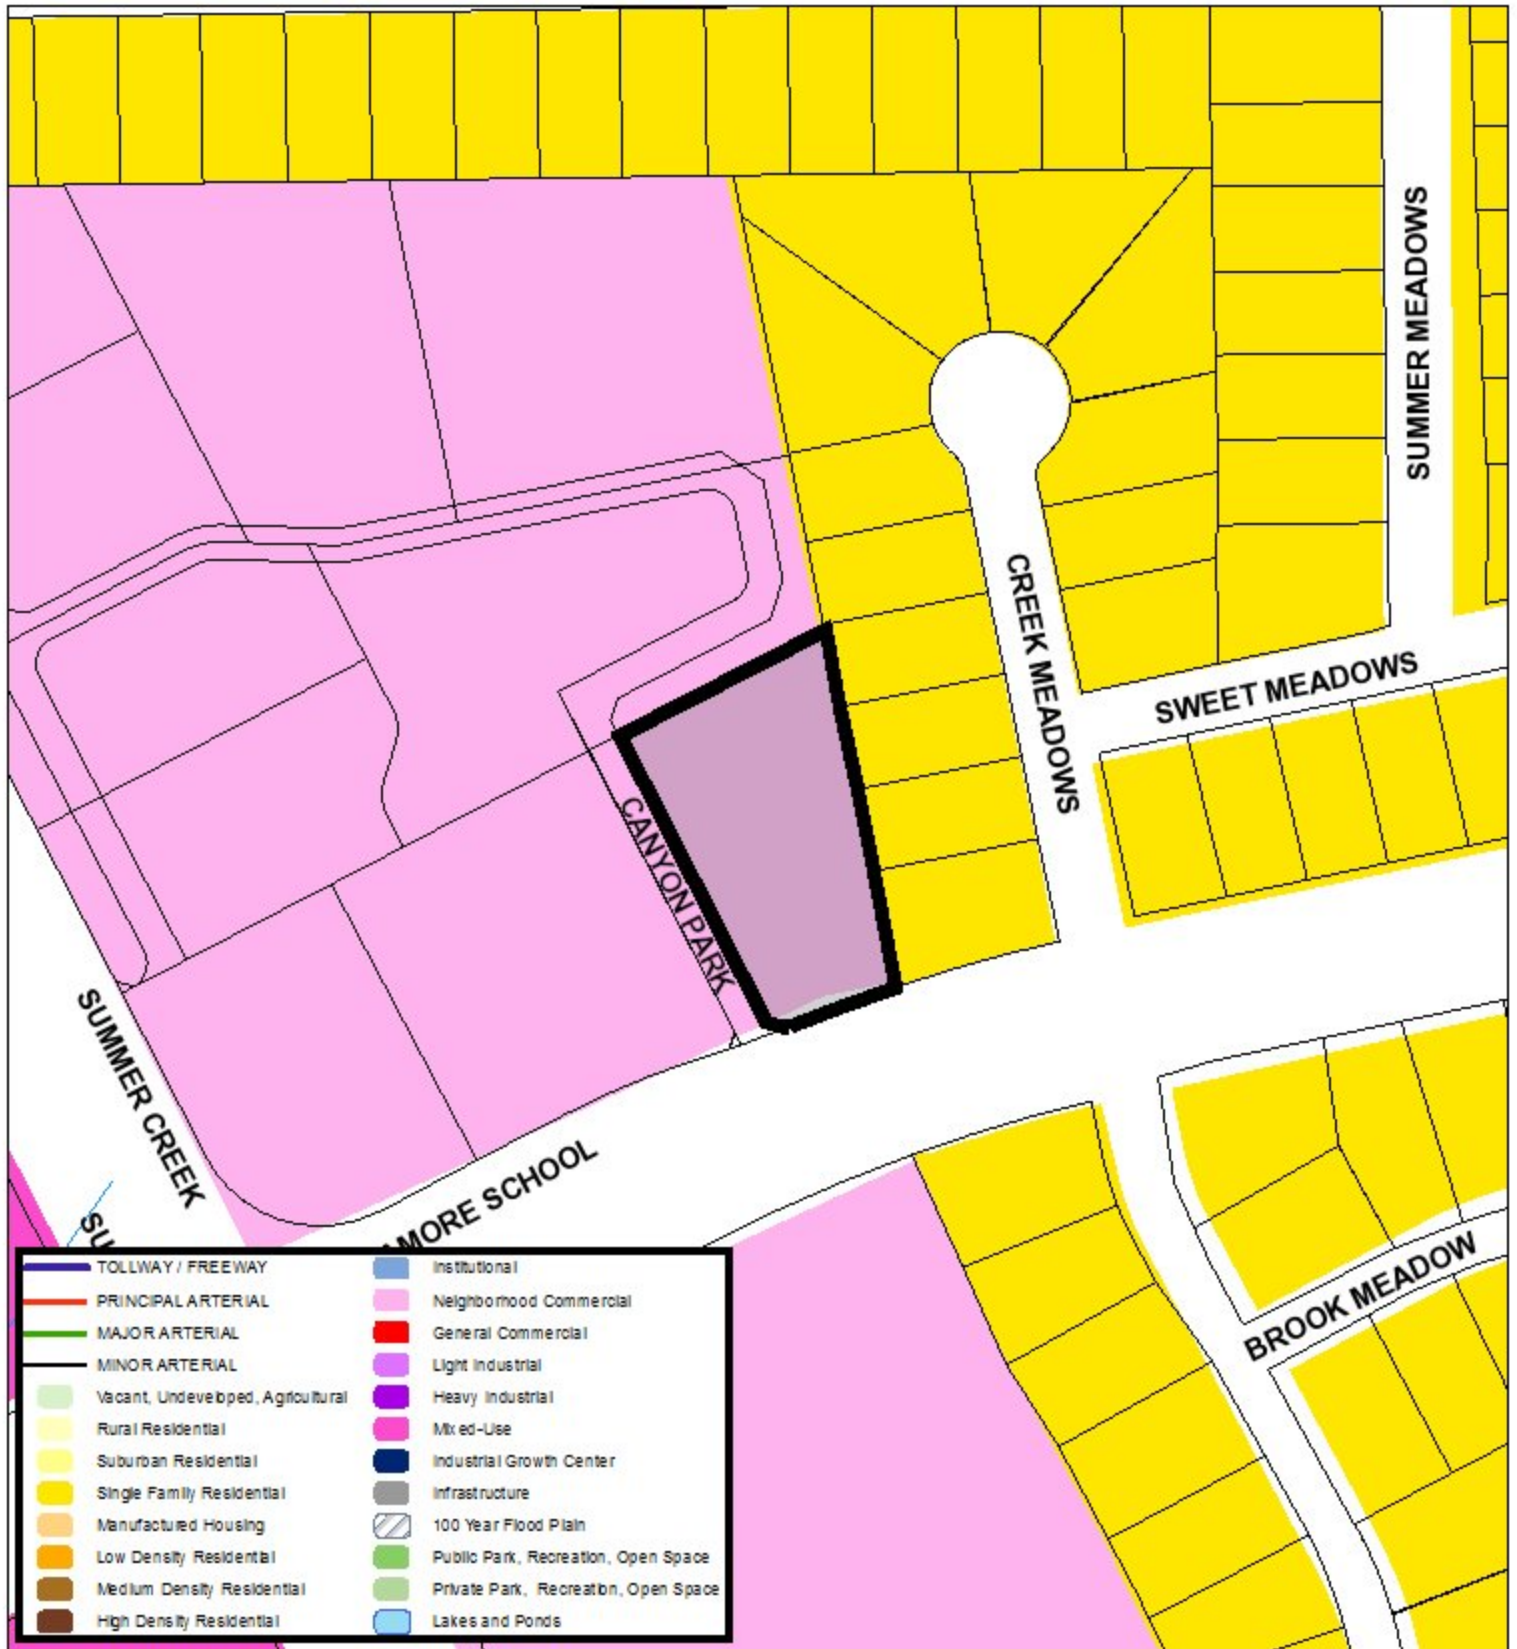 SUMMER MEADOWS
CREEK MEADOWS
SWEET MEADOWS
CANYON PARK
SUMMER CREEK
AMORE SCHOOL
SU
BROOK MEADOW
TOLLWAY / FREEWAY
PRINCIPAL ARTERIAL
MAJOR ARTERIAL
MINOR ARTERIAL
Vacant, Undeveloped, Agricultural
Rural Residential
Suburban Residential
Single Family Residential
Manufactured Housing
Low Density Residential
Medium Density Residential
High Density Residential
Institutional
Neighborhood Commercial
General Commercial
Light Industrial
Heavy Industrial
Mixed-Use
Industrial Growth Center
Infrastructure
100 Year Flood Plain
Public Park, Recreation, Open Space
Private Park, Recreation, Open Space
Lakes and Ponds